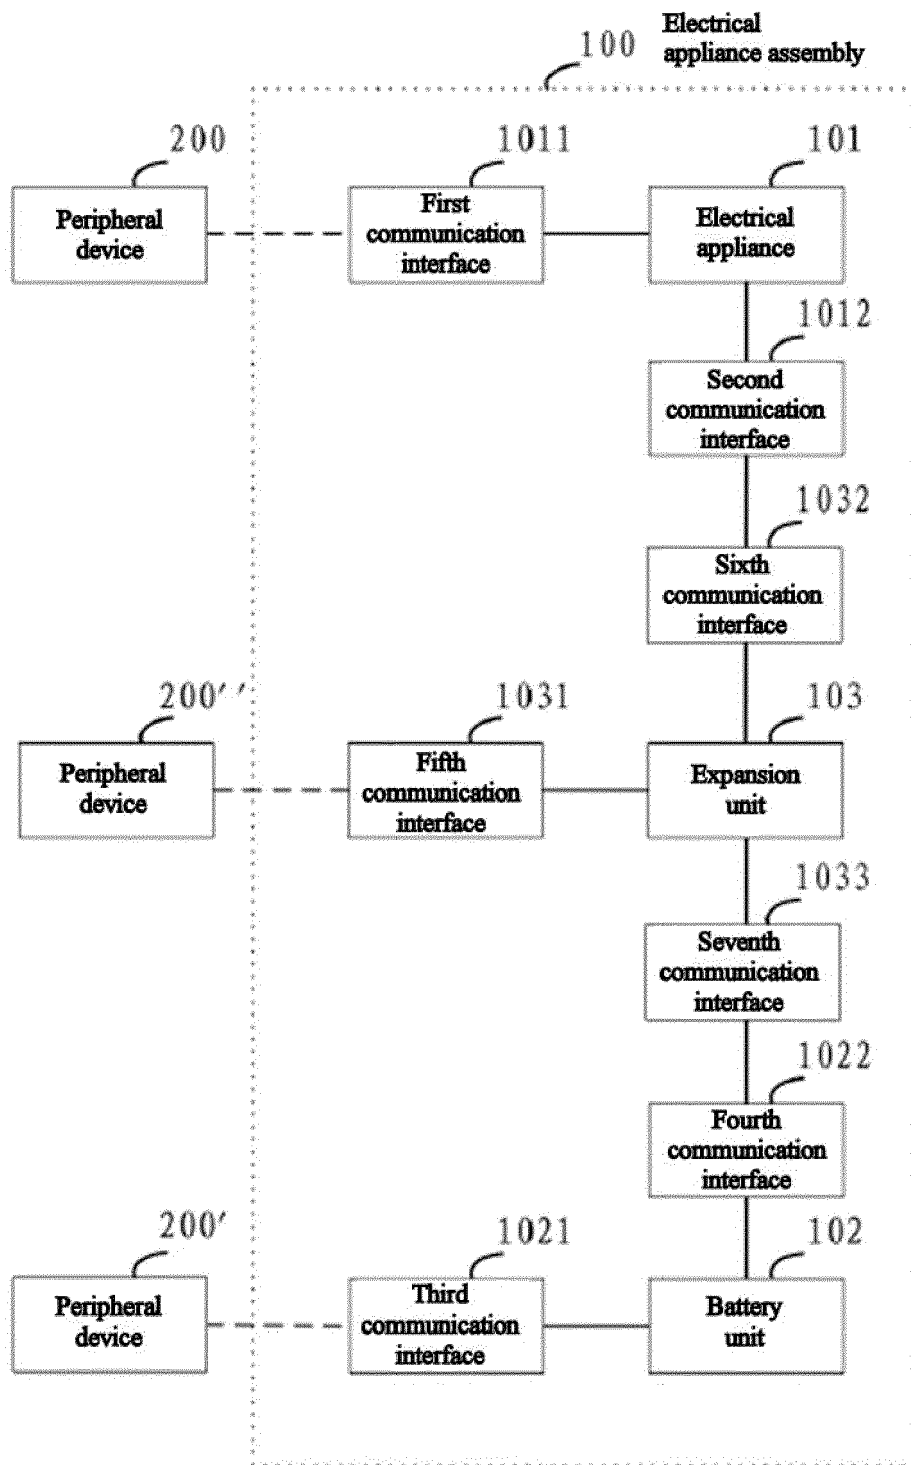 Electrical
100 appliance assembly
200 1011 101
Peripheral
device
First
communication
interface
Electrical
appliance
1012
Second
communication
interface
1032
Sixth
communication
interface
200′′ 1031 103
Peripheral
device
Fifth
communication
interface
Expansion
unit
1033
Seventh
communication
interface
1022
Fourth
communication
interface
200′ 1021 102
Peripheral
device
Third
communication
interface
Battery
unit